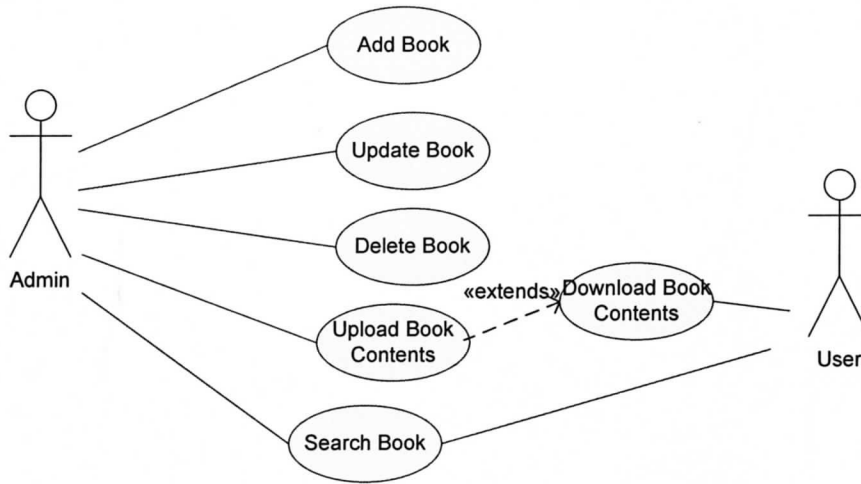 Add Book
Update Book
Delete Book
Admin
«extends»
Download Book
Contents
Upload Book
Contents
User
Search Book